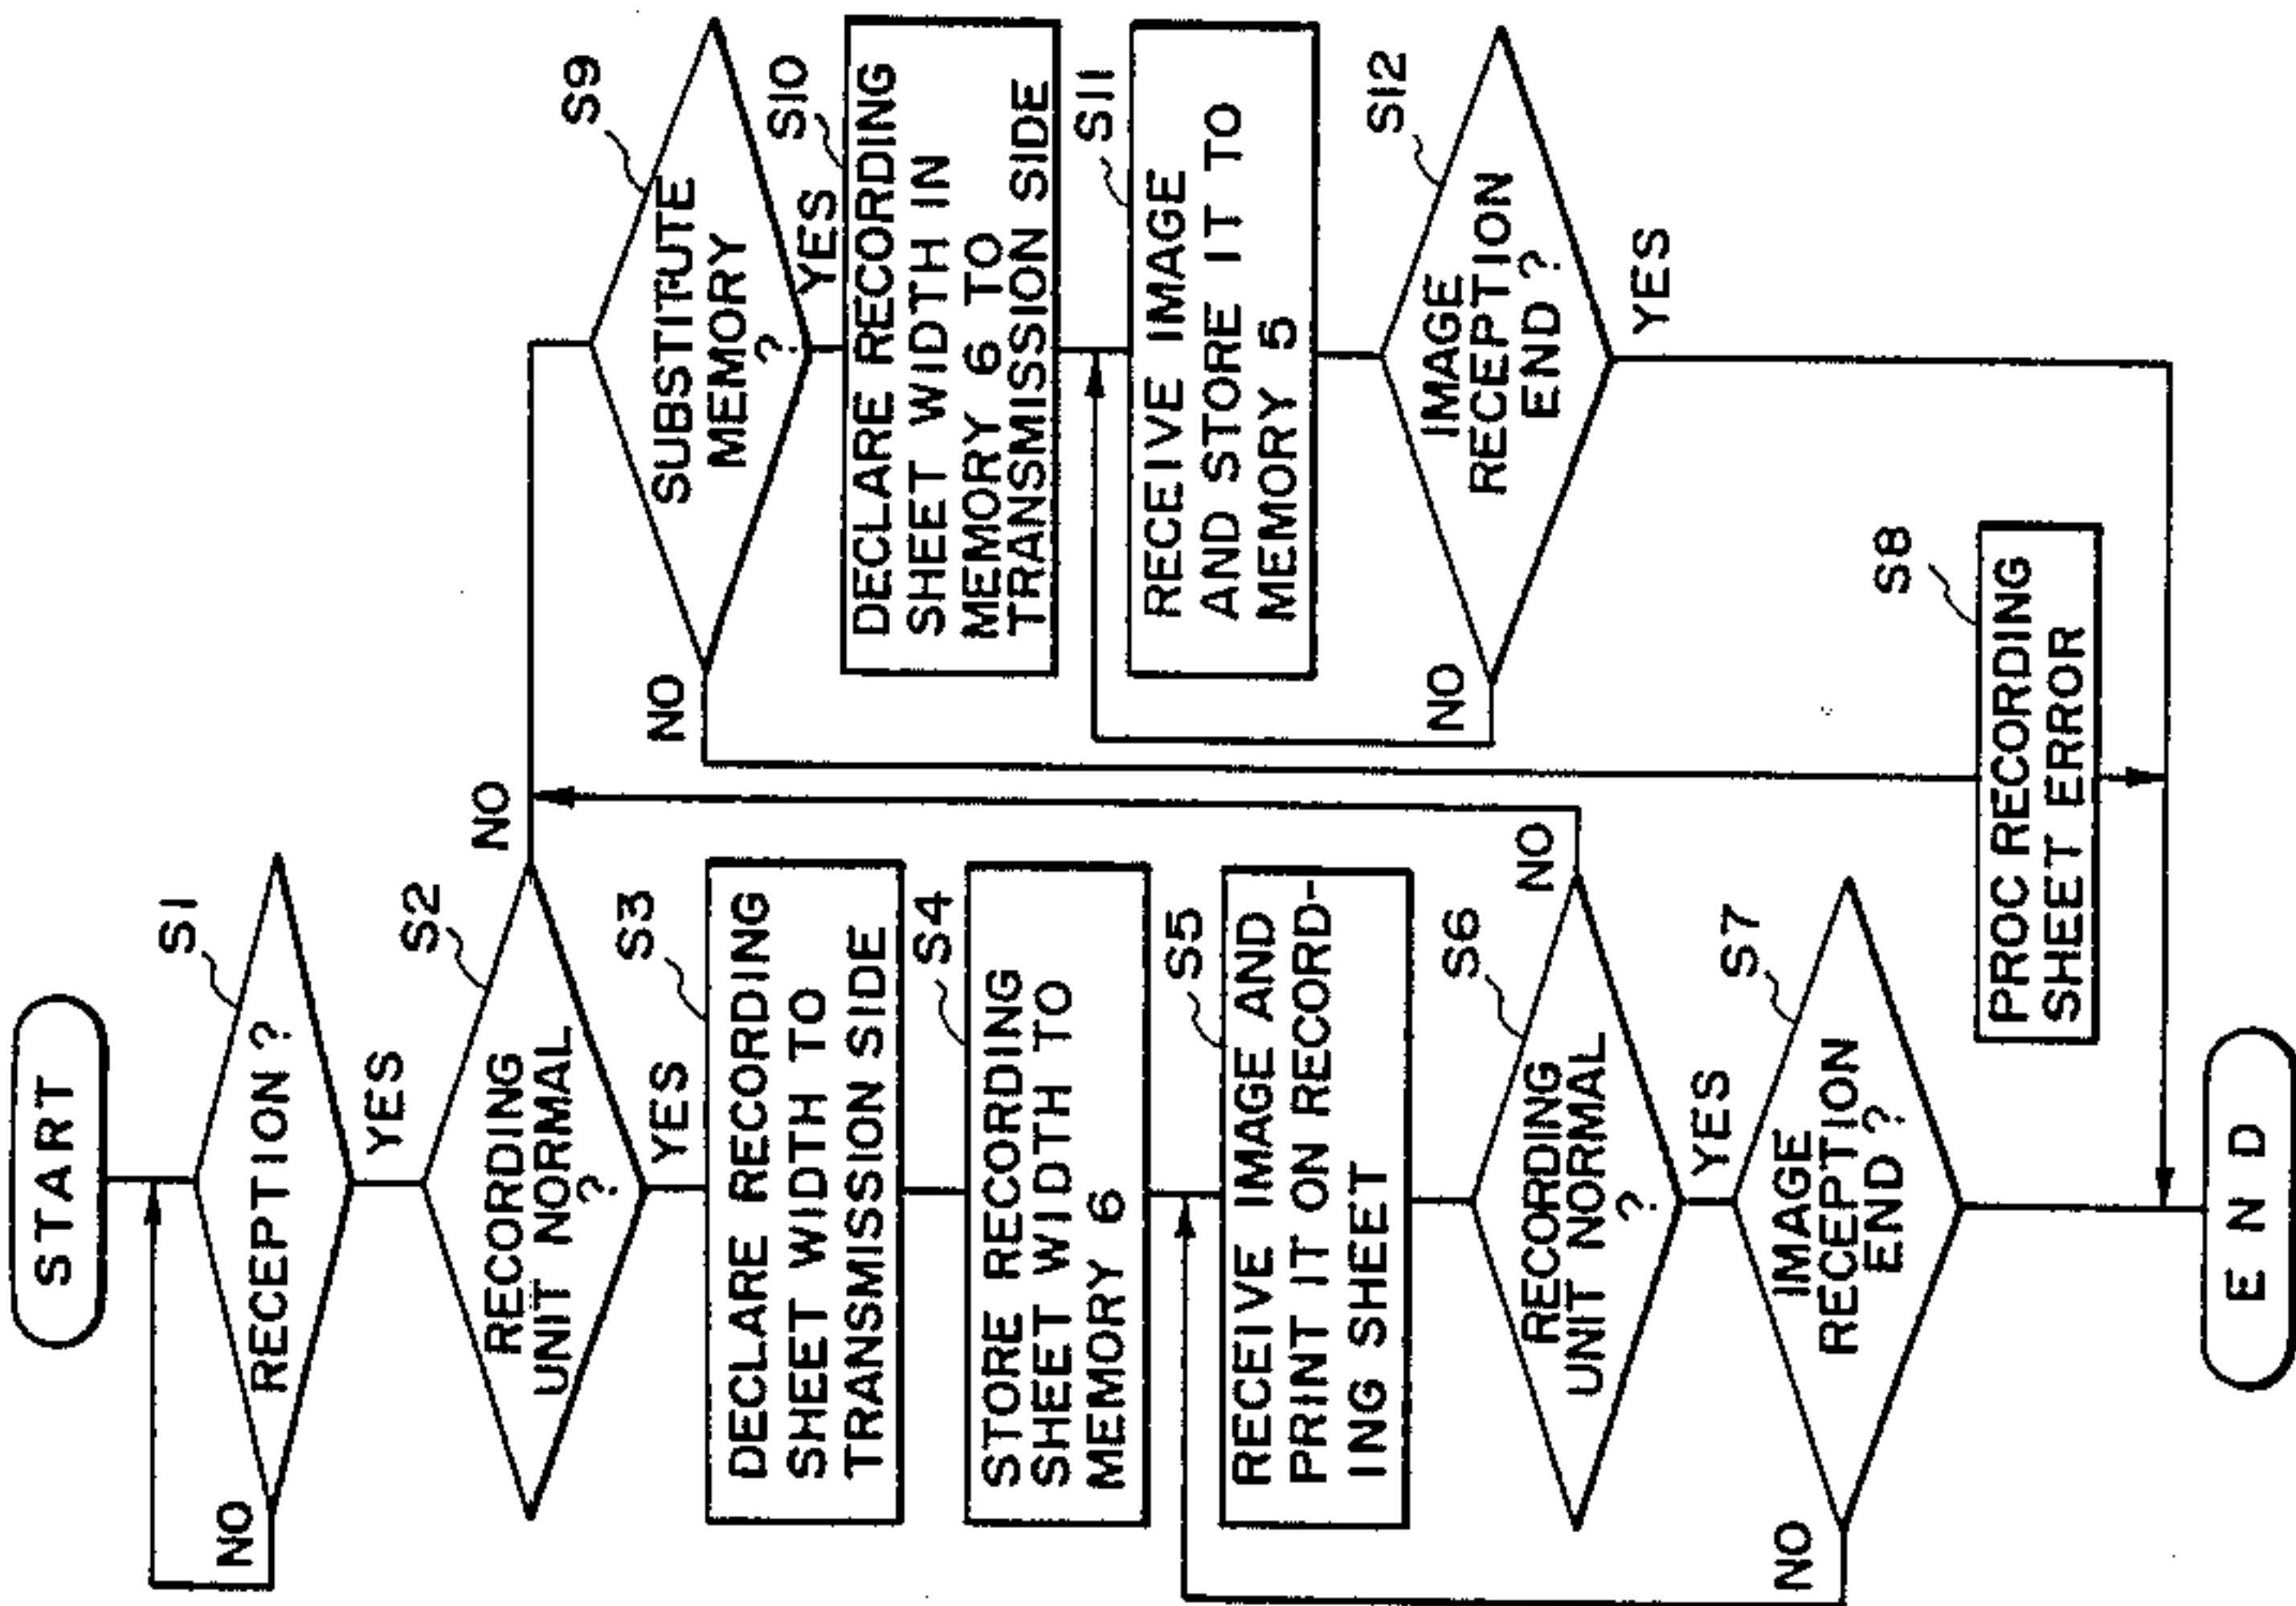 START
S1
RECEPTION ?
NO
YES
S2
RECORDING
UNIT NORMAL
?
NO
YES
S3
DECLARE RECORDING
SHEET WIDTH TO
TRANSMISSION SIDE
S4
STORE RECORDING
SHEET WIDTH TO
MEMORY 6
S5
RECEIVE IMAGE AND
PRINT IT ON RECORD-
ING SHEET
S6
RECORDING
UNIT NORMAL
?
NO
YES
S7
IMAGE
RECEPTION
END ?
NO
END
S9
SUBSTITUTE
MEMORY
?
NO
YES
S10
DECLARE RECORDING
SHEET WIDTH IN
MEMORY 6 TO
TRANSMISSION SIDE
S11
RECEIVE IMAGE
AND STORE IT TO
MEMORY 5
S12
IMAGE
RECEPTION
END ?
NO
YES
S8
PROC RECORDING
SHEET ERROR